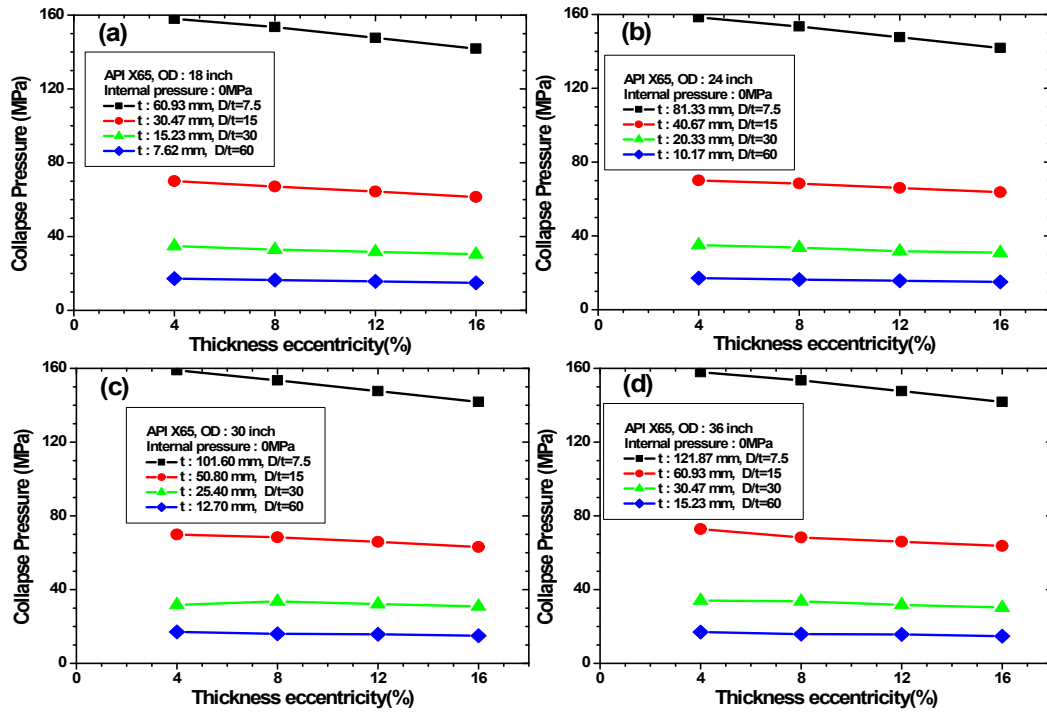 (a)
API X65, OD : 18 inch
Internal pressure : 0MPa
t : 60.93 mm, D/t=7.5
t : 30.47 mm, D/t=15
t : 15.23 mm, D/t=30
t : 7.62 mm, D/t=60
Collapse Pressure (MPa)
160
120
80
40
0
0 4 8 12 16
Thickness eccentricity(%)
(b)
API X65, OD : 24 inch
Internal pressure : 0MPa
t : 81.33 mm, D/t=7.5
t : 40.67 mm, D/t=15
t : 20.33 mm, D/t=30
t : 10.17 mm, D/t=60
Collapse Pressure (MPa)
160
120
80
40
0
0 4 8 12 16
Thickness eccentricity(%)
(c)
API X65, OD : 30 inch
Internal pressure : 0MPa
t : 101.60 mm, D/t=7.5
t : 50.80 mm, D/t=15
t : 25.40 mm, D/t=30
t : 12.70 mm, D/t=60
Collapse Pressure (MPa)
160
120
80
40
0
0 4 8 12 16
Thickness eccentricity(%)
(d)
API X65, OD : 36 inch
Internal pressure : 0MPa
t : 121.87 mm, D/t=7.5
t : 60.93 mm, D/t=15
t : 30.47 mm, D/t=30
t : 15.23 mm, D/t=60
Collapse Pressure (MPa)
160
120
80
40
0
0 4 8 12 16
Thickness eccentricity(%)